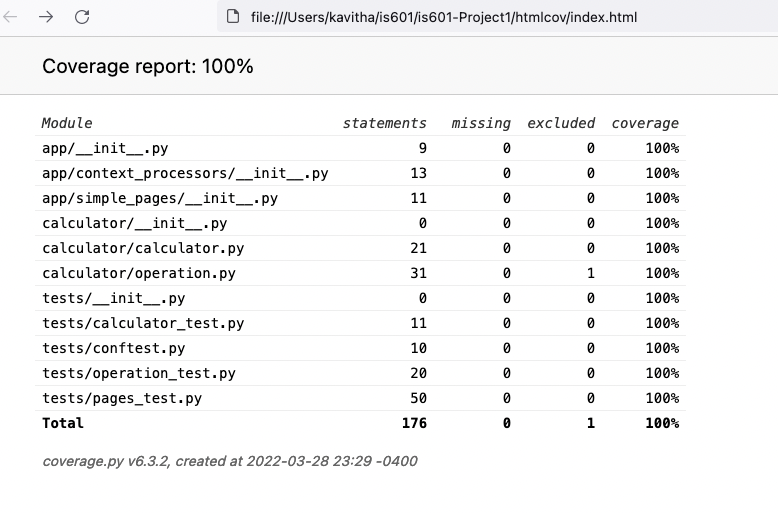 file:///Users/kavitha/is601/is601-Project1/htmlcov/index.html
Coverage report: 100%
Module statements missing excluded coverage
app/__init__.py 9 0 0 100%
app/context_processors/__init__.py 13 0 0 100%
app/simple_pages/__init__.py 11 0 0 100%
calculator/__init__.py 0 0 0 100%
calculator/calculator.py 21 0 0 100%
calculator/operation.py 31 0 1 100%
tests/__init__.py 0 0 0 100%
tests/calculator_test.py 11 0 0 100%
tests/conftest.py 10 0 0 100%
tests/operation_test.py 20 0 0 100%
tests/pages_test.py 50 0 0 100%
Total 176 0 1 100%
coverage.py v6.3.2, created at 2022-03-28 23:29 -0400